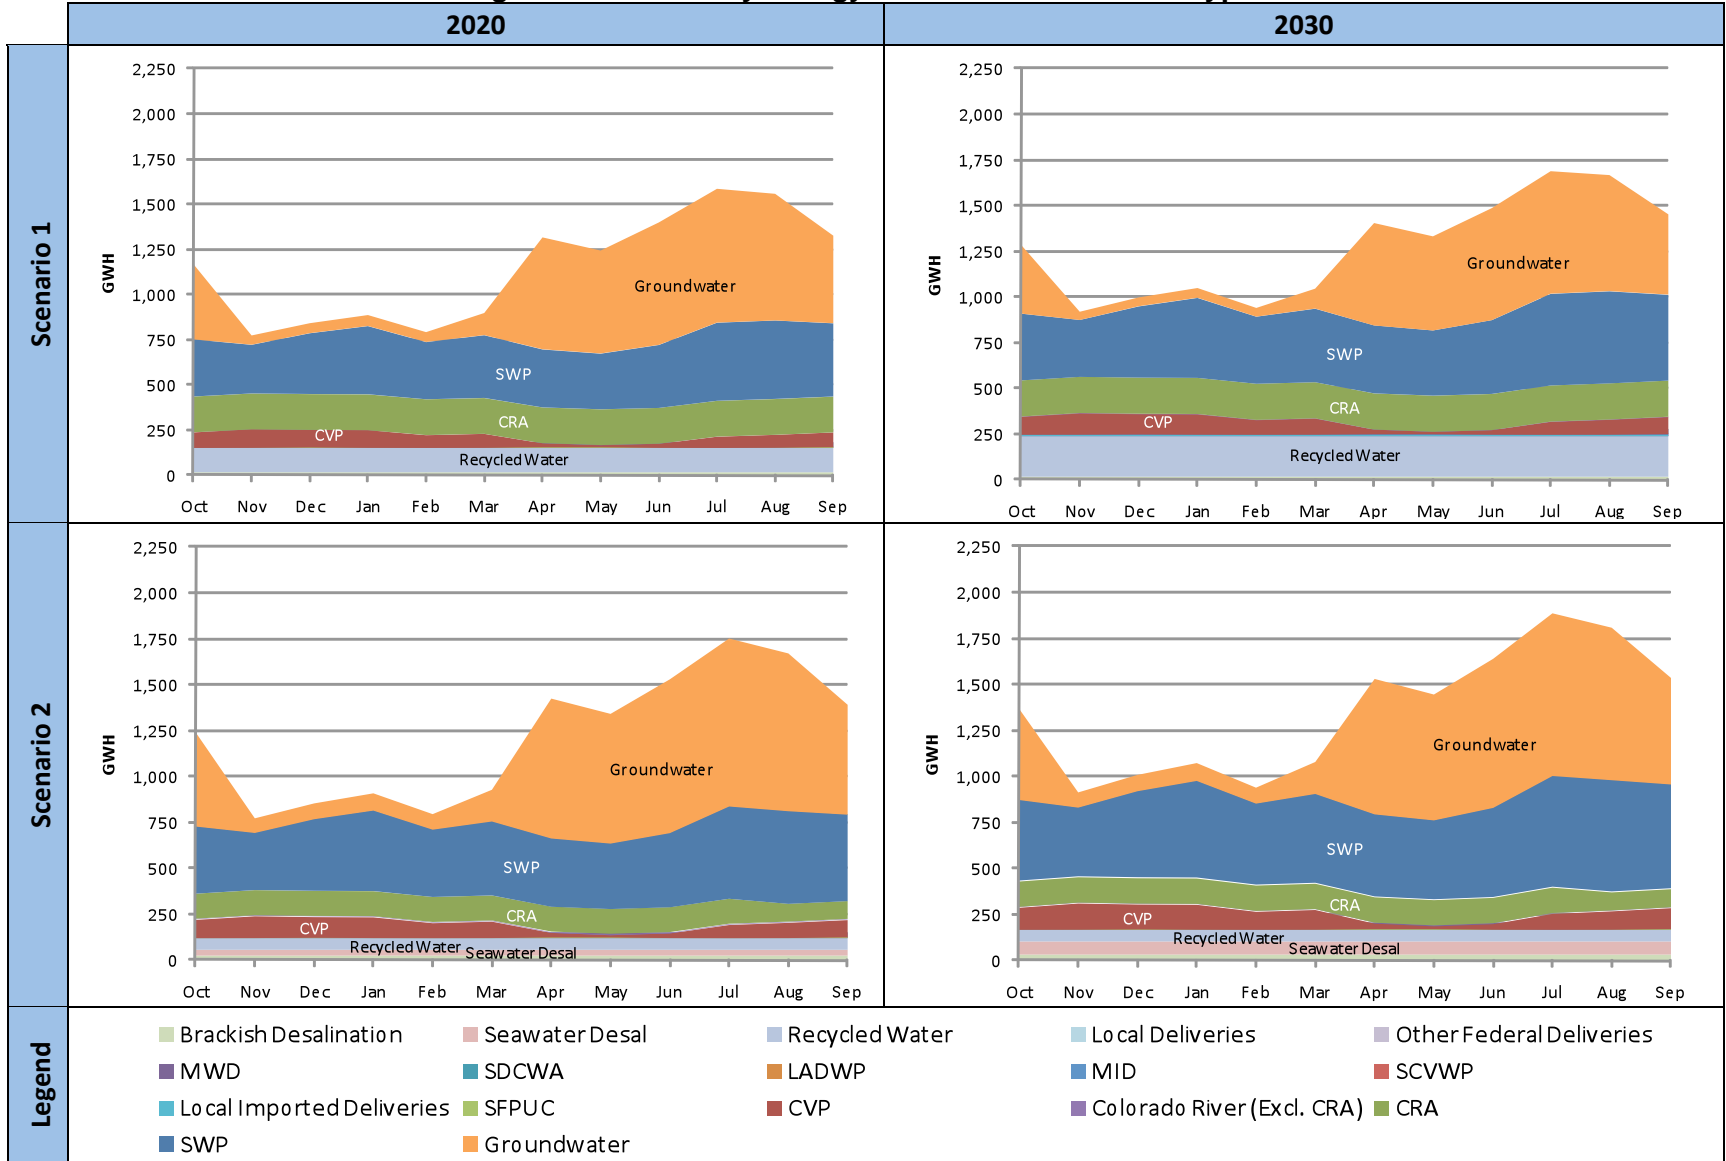 2020 2030
Scenario 1
2,250
2,000
1,750
1,500
1,250
1,000
750
500
250
0
GWH
Groundwater
SWP
CRA
CVP
Recycled Water
Oct Nov Dec Jan Feb Mar Apr May Jun Jul Aug Sep
2,250
2,000
1,750
1,500
1,250
1,000
750
500
250
0
GWH
Groundwater
SWP
CRA
CVP
Recycled Water
Oct Nov Dec Jan Feb Mar Apr May Jun Jul Aug Sep
Scenario 2
2,250
2,000
1,750
1,500
1,250
1,000
750
500
250
0
GWH
Groundwater
SWP
CRA
CVP
Recycled Water
Seawater Desal
Oct Nov Dec Jan Feb Mar Apr May Jun Jul Aug Sep
2,250
2,000
1,750
1,500
1,250
1,000
750
500
250
0
GWH
Groundwater
SWP
CRA
CVP
Recycled Water
Seawater Desal
Oct Nov Dec Jan Feb Mar Apr May Jun Jul Aug Sep
Legend
Brackish Desalination Seawater Desal Recycled Water Local Deliveries Other Federal Deliveries
MWD SDCWA LADWP MID SCVWP
Local Imported Deliveries SFPUC CVP Colorado River (Excl. CRA) CRA
SWP Groundwater